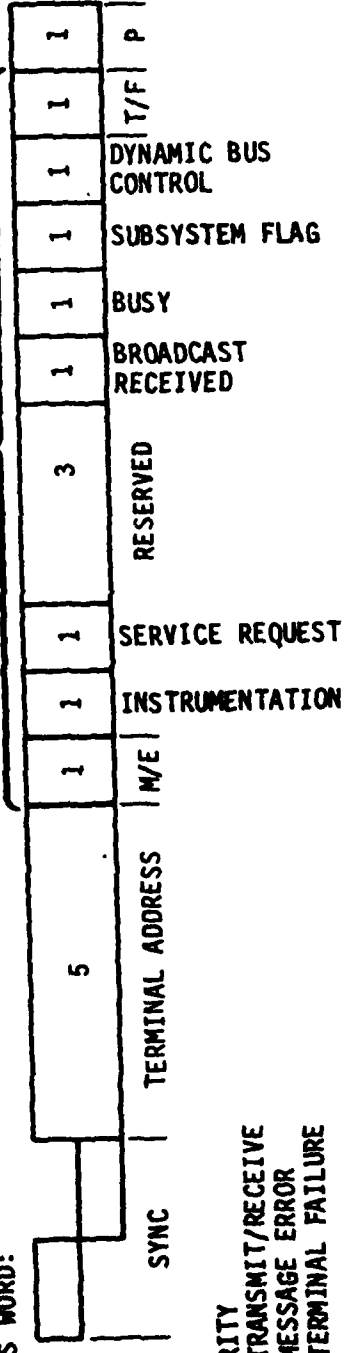 S WORD:
5 1 1 1 3 1 1 1 1 1 1
SYNC
TERMINAL ADDRESS
M/E
INSTRUMENTATION
SERVICE REQUEST
RESERVED
BROADCAST
RECEIVED
BUSY
SUBSYSTEM FLAG
DYNAMIC BUS
CONTROL
T/F
P
RITY
TRANSMIT/RECEIVE
MESSAGE ERROR
TERMINAL FAILURE